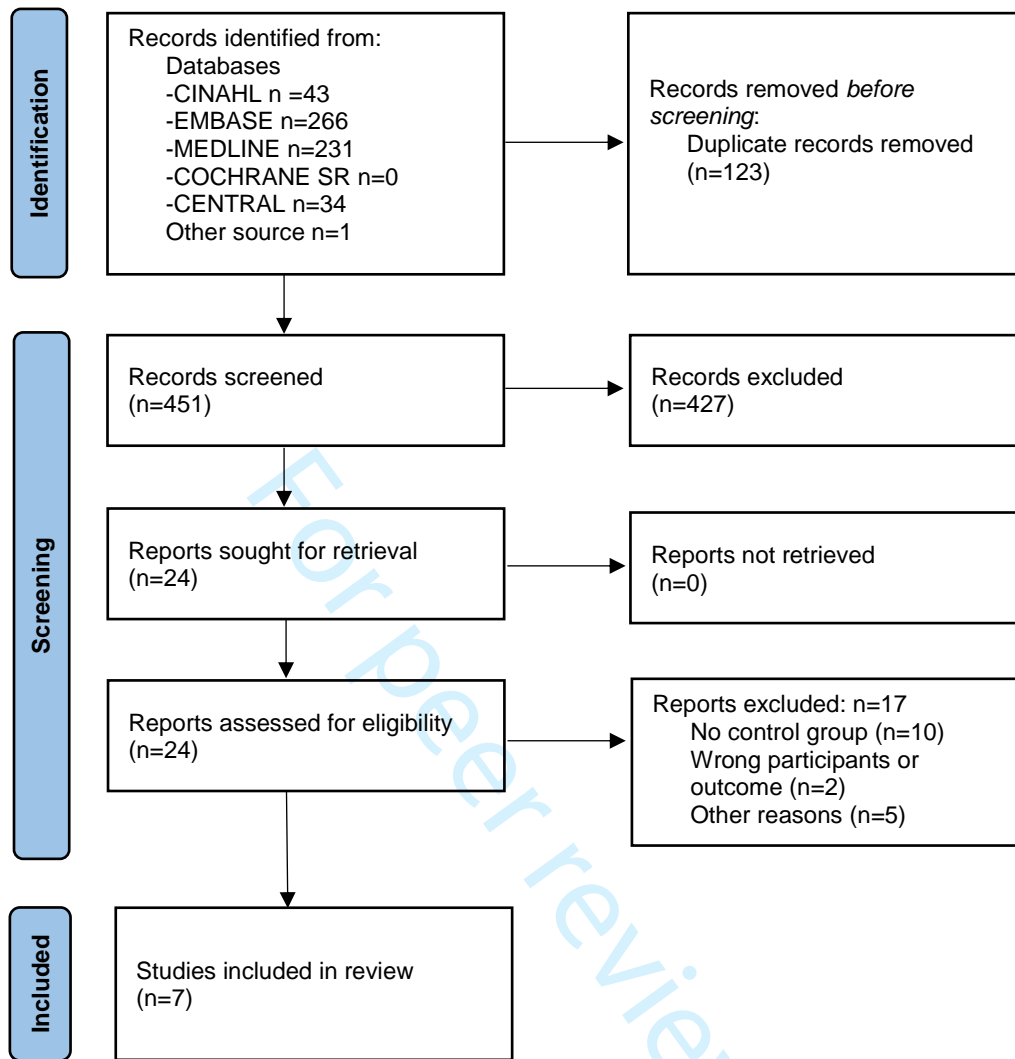 Identification
Records identified from:
Databases
-CINAHL n =43
-EMBASE n=266
-MEDLINE n=231
-COCHRANE SR n=0
-CENTRAL n=34
Other source n=1
Records removed before
screening:
Duplicate records removed
(n=123)
Screening
Records screened
(n=451)
Records excluded
(n=427)
Reports sought for retrieval
(n=24)
Reports not retrieved
(n=0)
Reports assessed for eligibility
(n=24)
Reports excluded: n=17
No control group (n=10)
Wrong participants or
outcome (n=2)
Other reasons (n=5)
Included
Studies included in review
(n=7)
For peer review